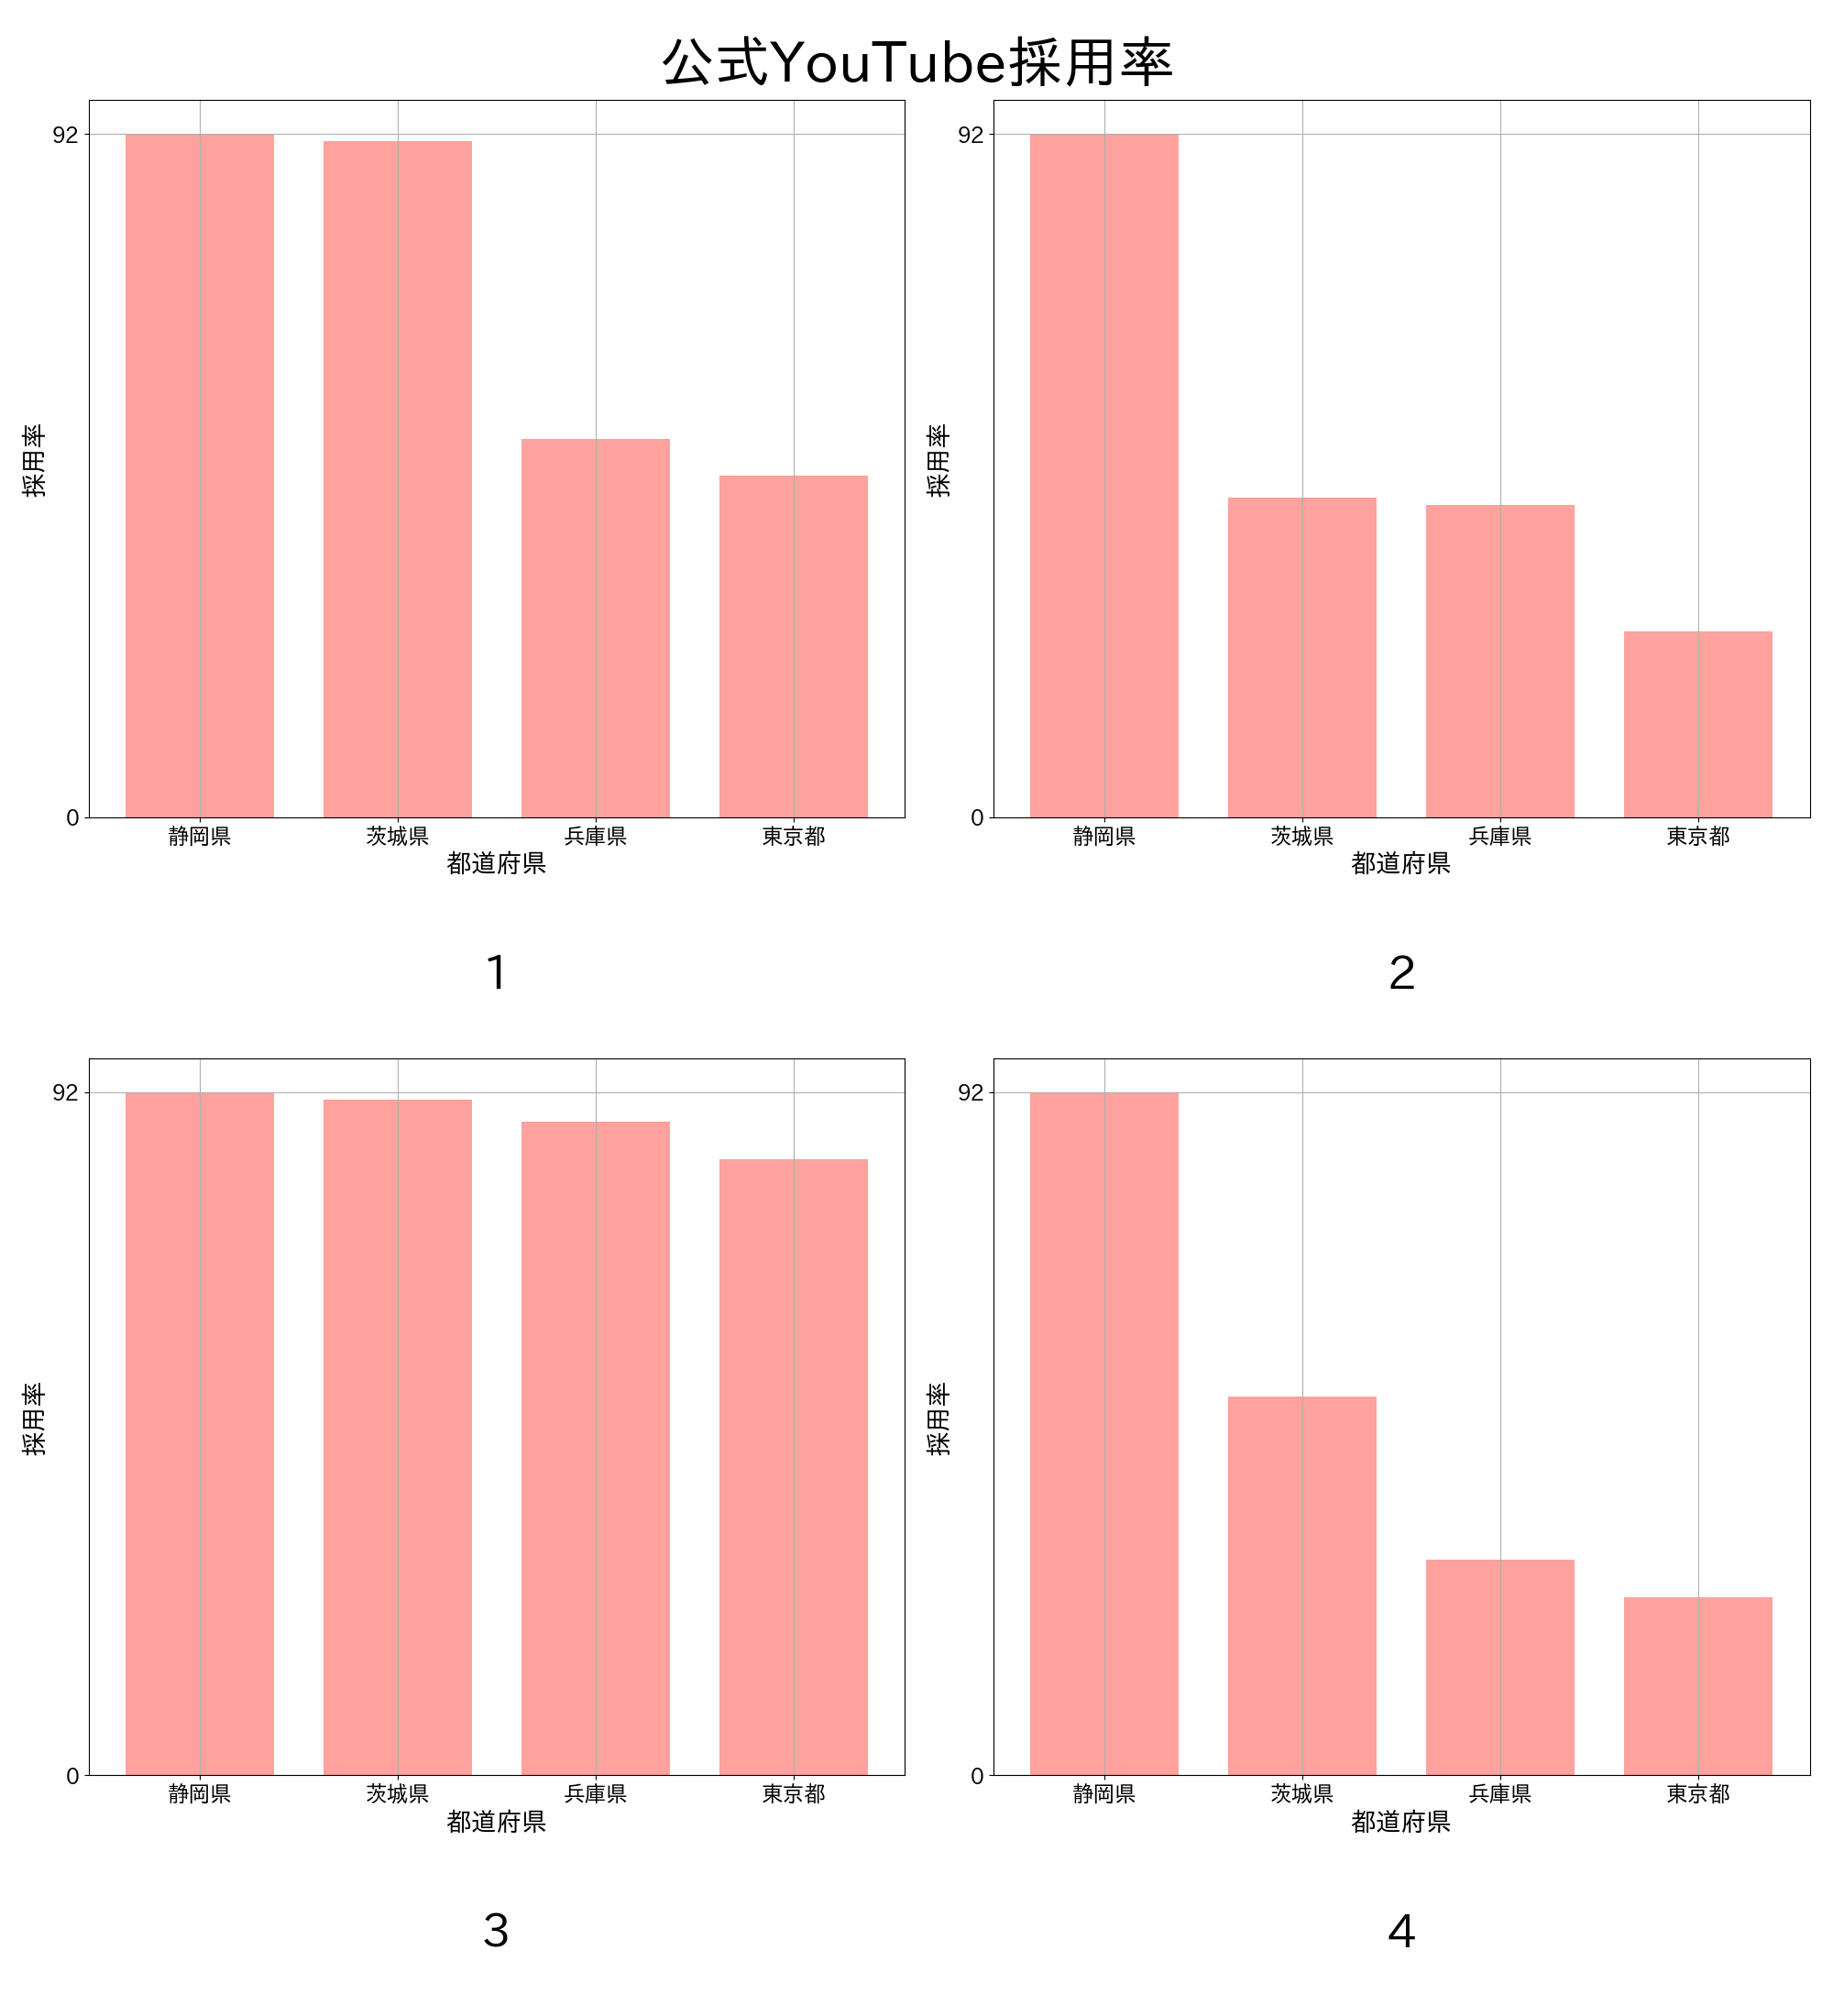 公式YouTube採用率
92
採用率
0
静岡県 茨城県 兵庫県 東京都
都道府県
1
92
採用率
0
静岡県 茨城県 兵庫県 東京都
都道府県
2
92
採用率
0
静岡県 茨城県 兵庫県 東京都
都道府県
3
92
採用率
0
静岡県 茨城県 兵庫県 東京都
都道府県
4